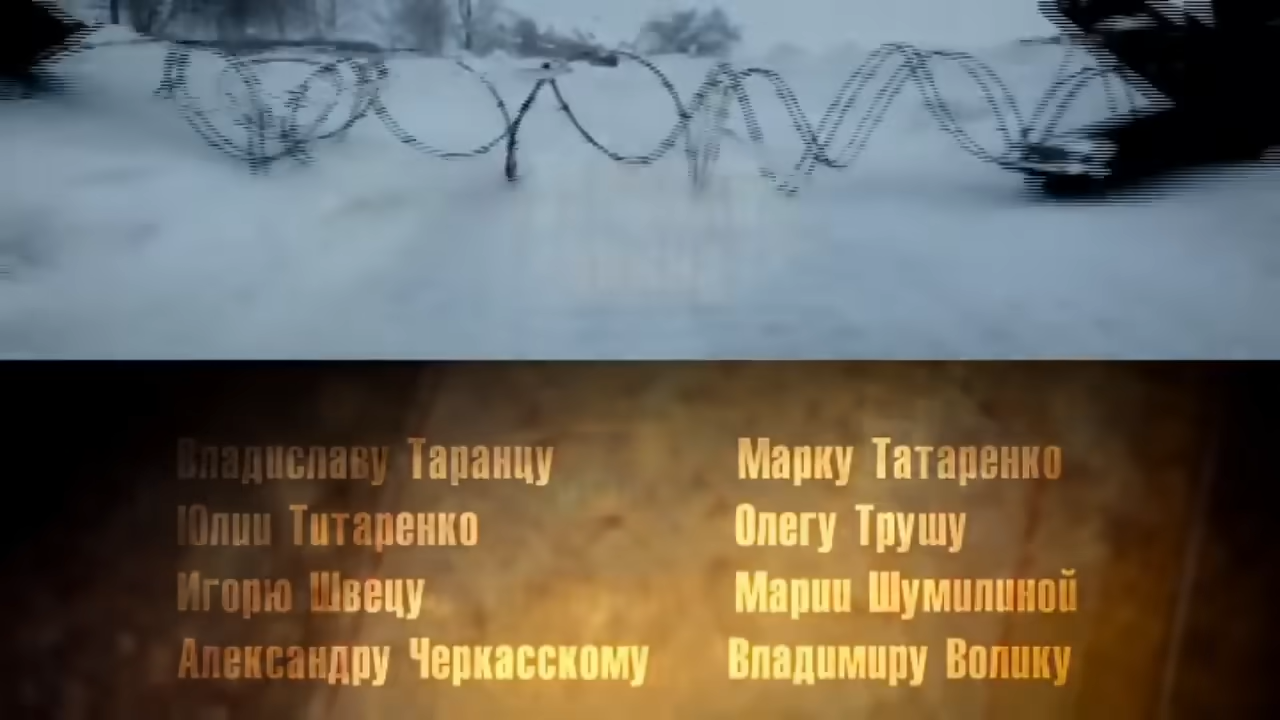 Владиславу Таранцу Марку Татаренко
Юлии Титаренко Олегу Трушу
Игорю Швецу Марии Шумилиной
Александру Черкасскому Владимиру Волику